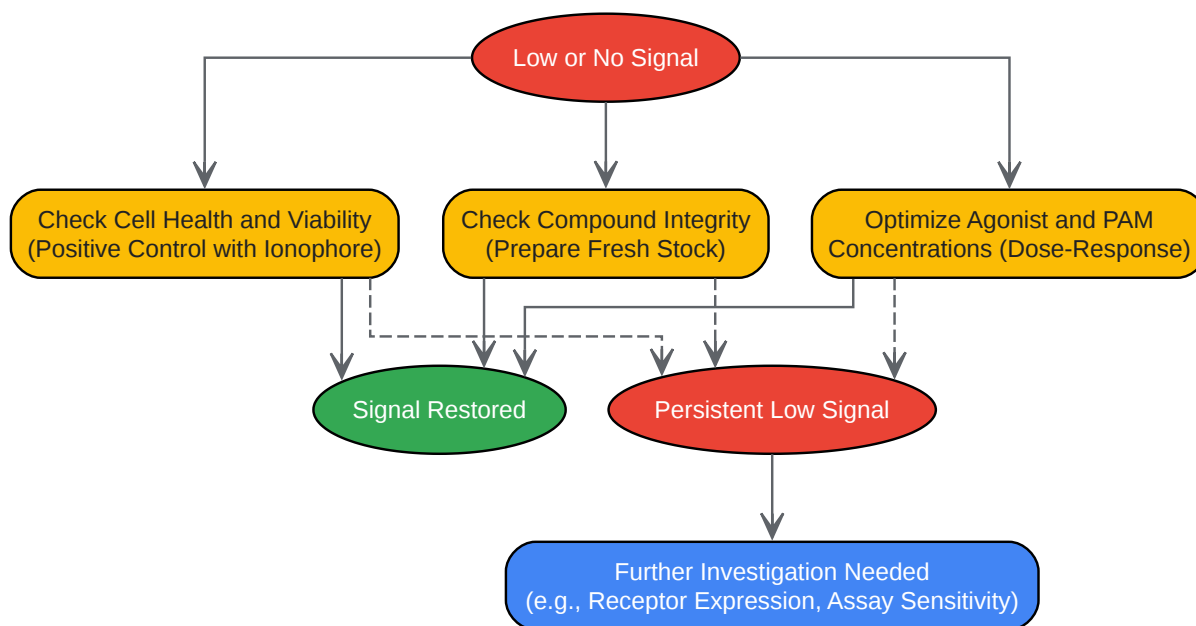 Low or No Signal
Check Cell Health and Viability
(Positive Control with Ionophore)
Check Compound Integrity
(Prepare Fresh Stock)
Optimize Agonist and PAM
Concentrations (Dose-Response)
Signal Restored
Persistent Low Signal
Further Investigation Needed
(e.g., Receptor Expression, Assay Sensitivity)